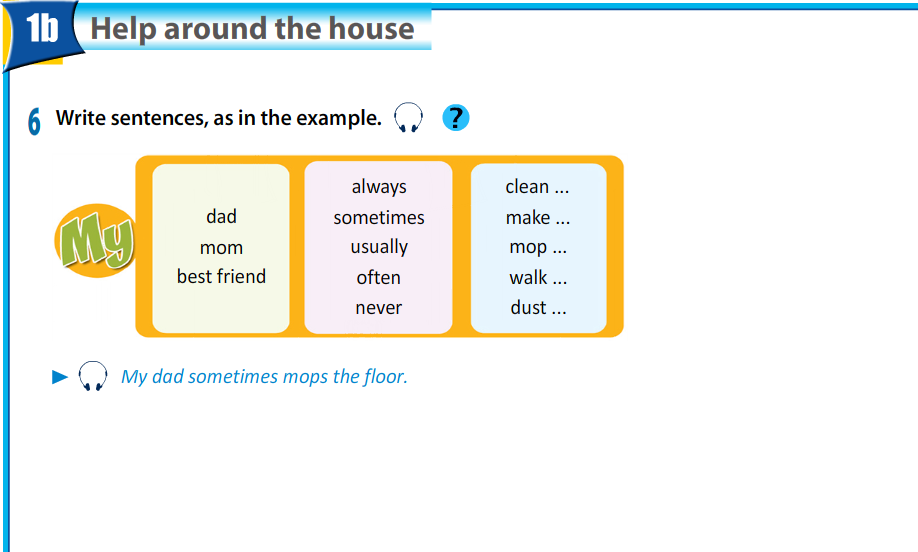 1b Help around the house
6 Write sentences, as in the example. ?
My
dad
mom
best friend
always
sometimes
usually
often
never
clean ...
make ...
mop ...
walk ...
dust ...
My dad sometimes mops the floor.